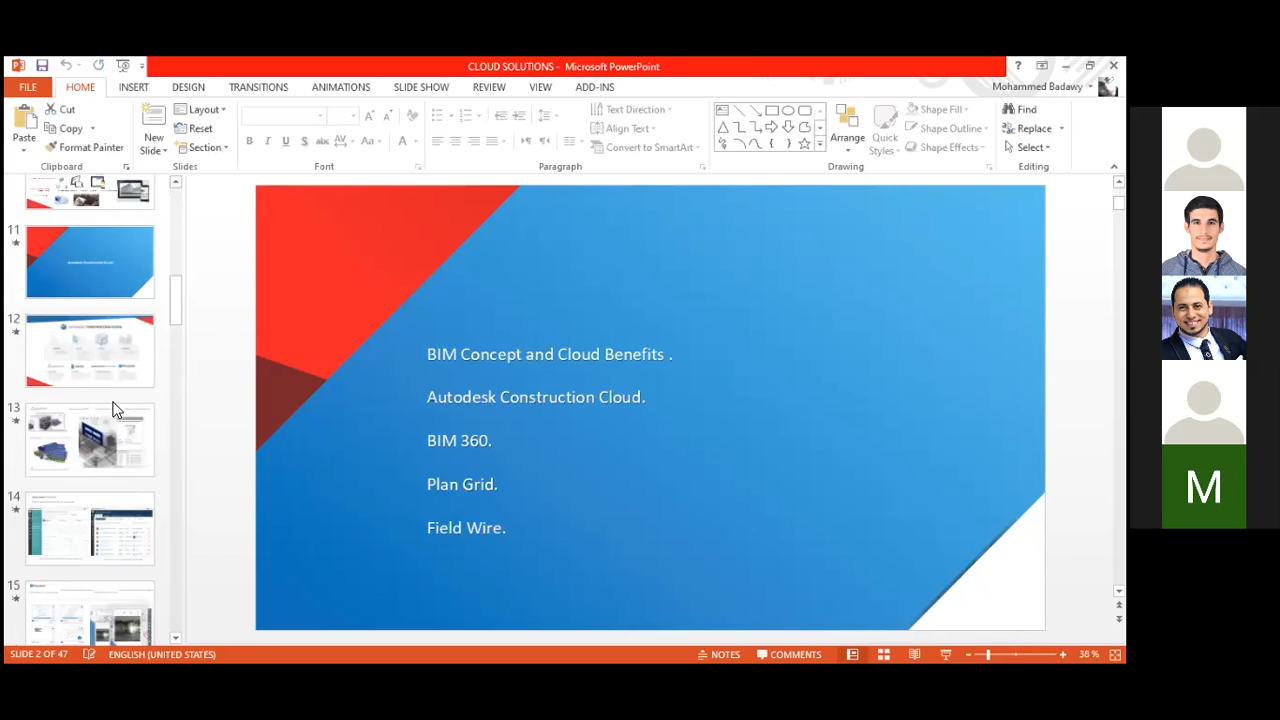 CLOUD SOLUTIONS - Microsoft PowerPoint
FILE HOME INSERT DESIGN TRANSITIONS ANIMATIONS SLIDE SHOW REVIEW VIEW ADD-INS Mohammed Badawy
Paste
Cut
Copy
Format Painter
Clipboard
New Slide
Layout
Reset
Section
Slides
Font
Text Direction
Align Text
Convert to SmartArt
Paragraph
Arrange
Quick Styles
Shape Fill
Shape Outline
Shape Effects
Drawing
Find
Replace
Select
Editing
11
12
13
14
15
BIM Concept and Cloud Benefits .
Autodesk Construction Cloud.
BIM 360.
Plan Grid.
Field Wire.
M
SLIDE 2 OF 47 ENGLISH (UNITED STATES) NOTES COMMENTS 38 %